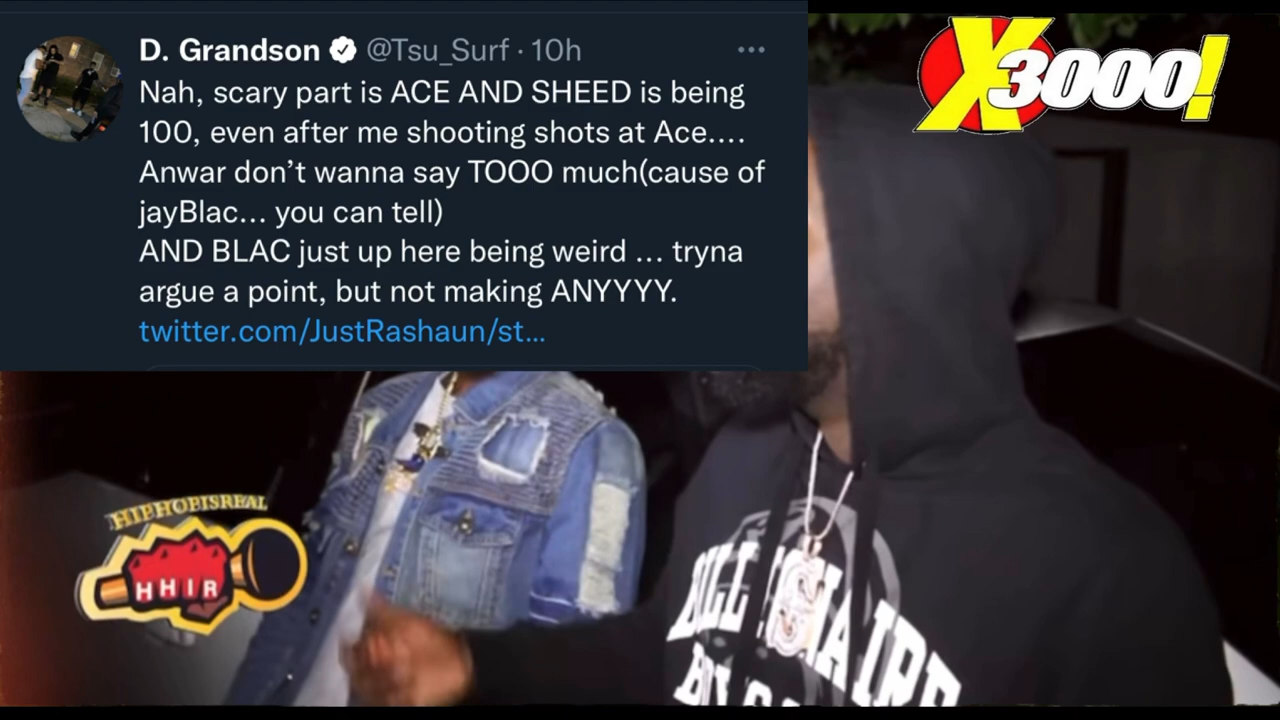 D. Grandson @Tsu_Surf · 10h
Nah, scary part is ACE AND SHEED is being
100, even after me shooting shots at Ace....
Anwar don't wanna say TOOO much(cause of
jayBlac... you can tell)
AND BLAC just up here being weird ... tryna
argue a point, but not making ANYYYY.
twitter.com/JustRashaun/st...
X3000!
HIPHOPISREAL
HHIR